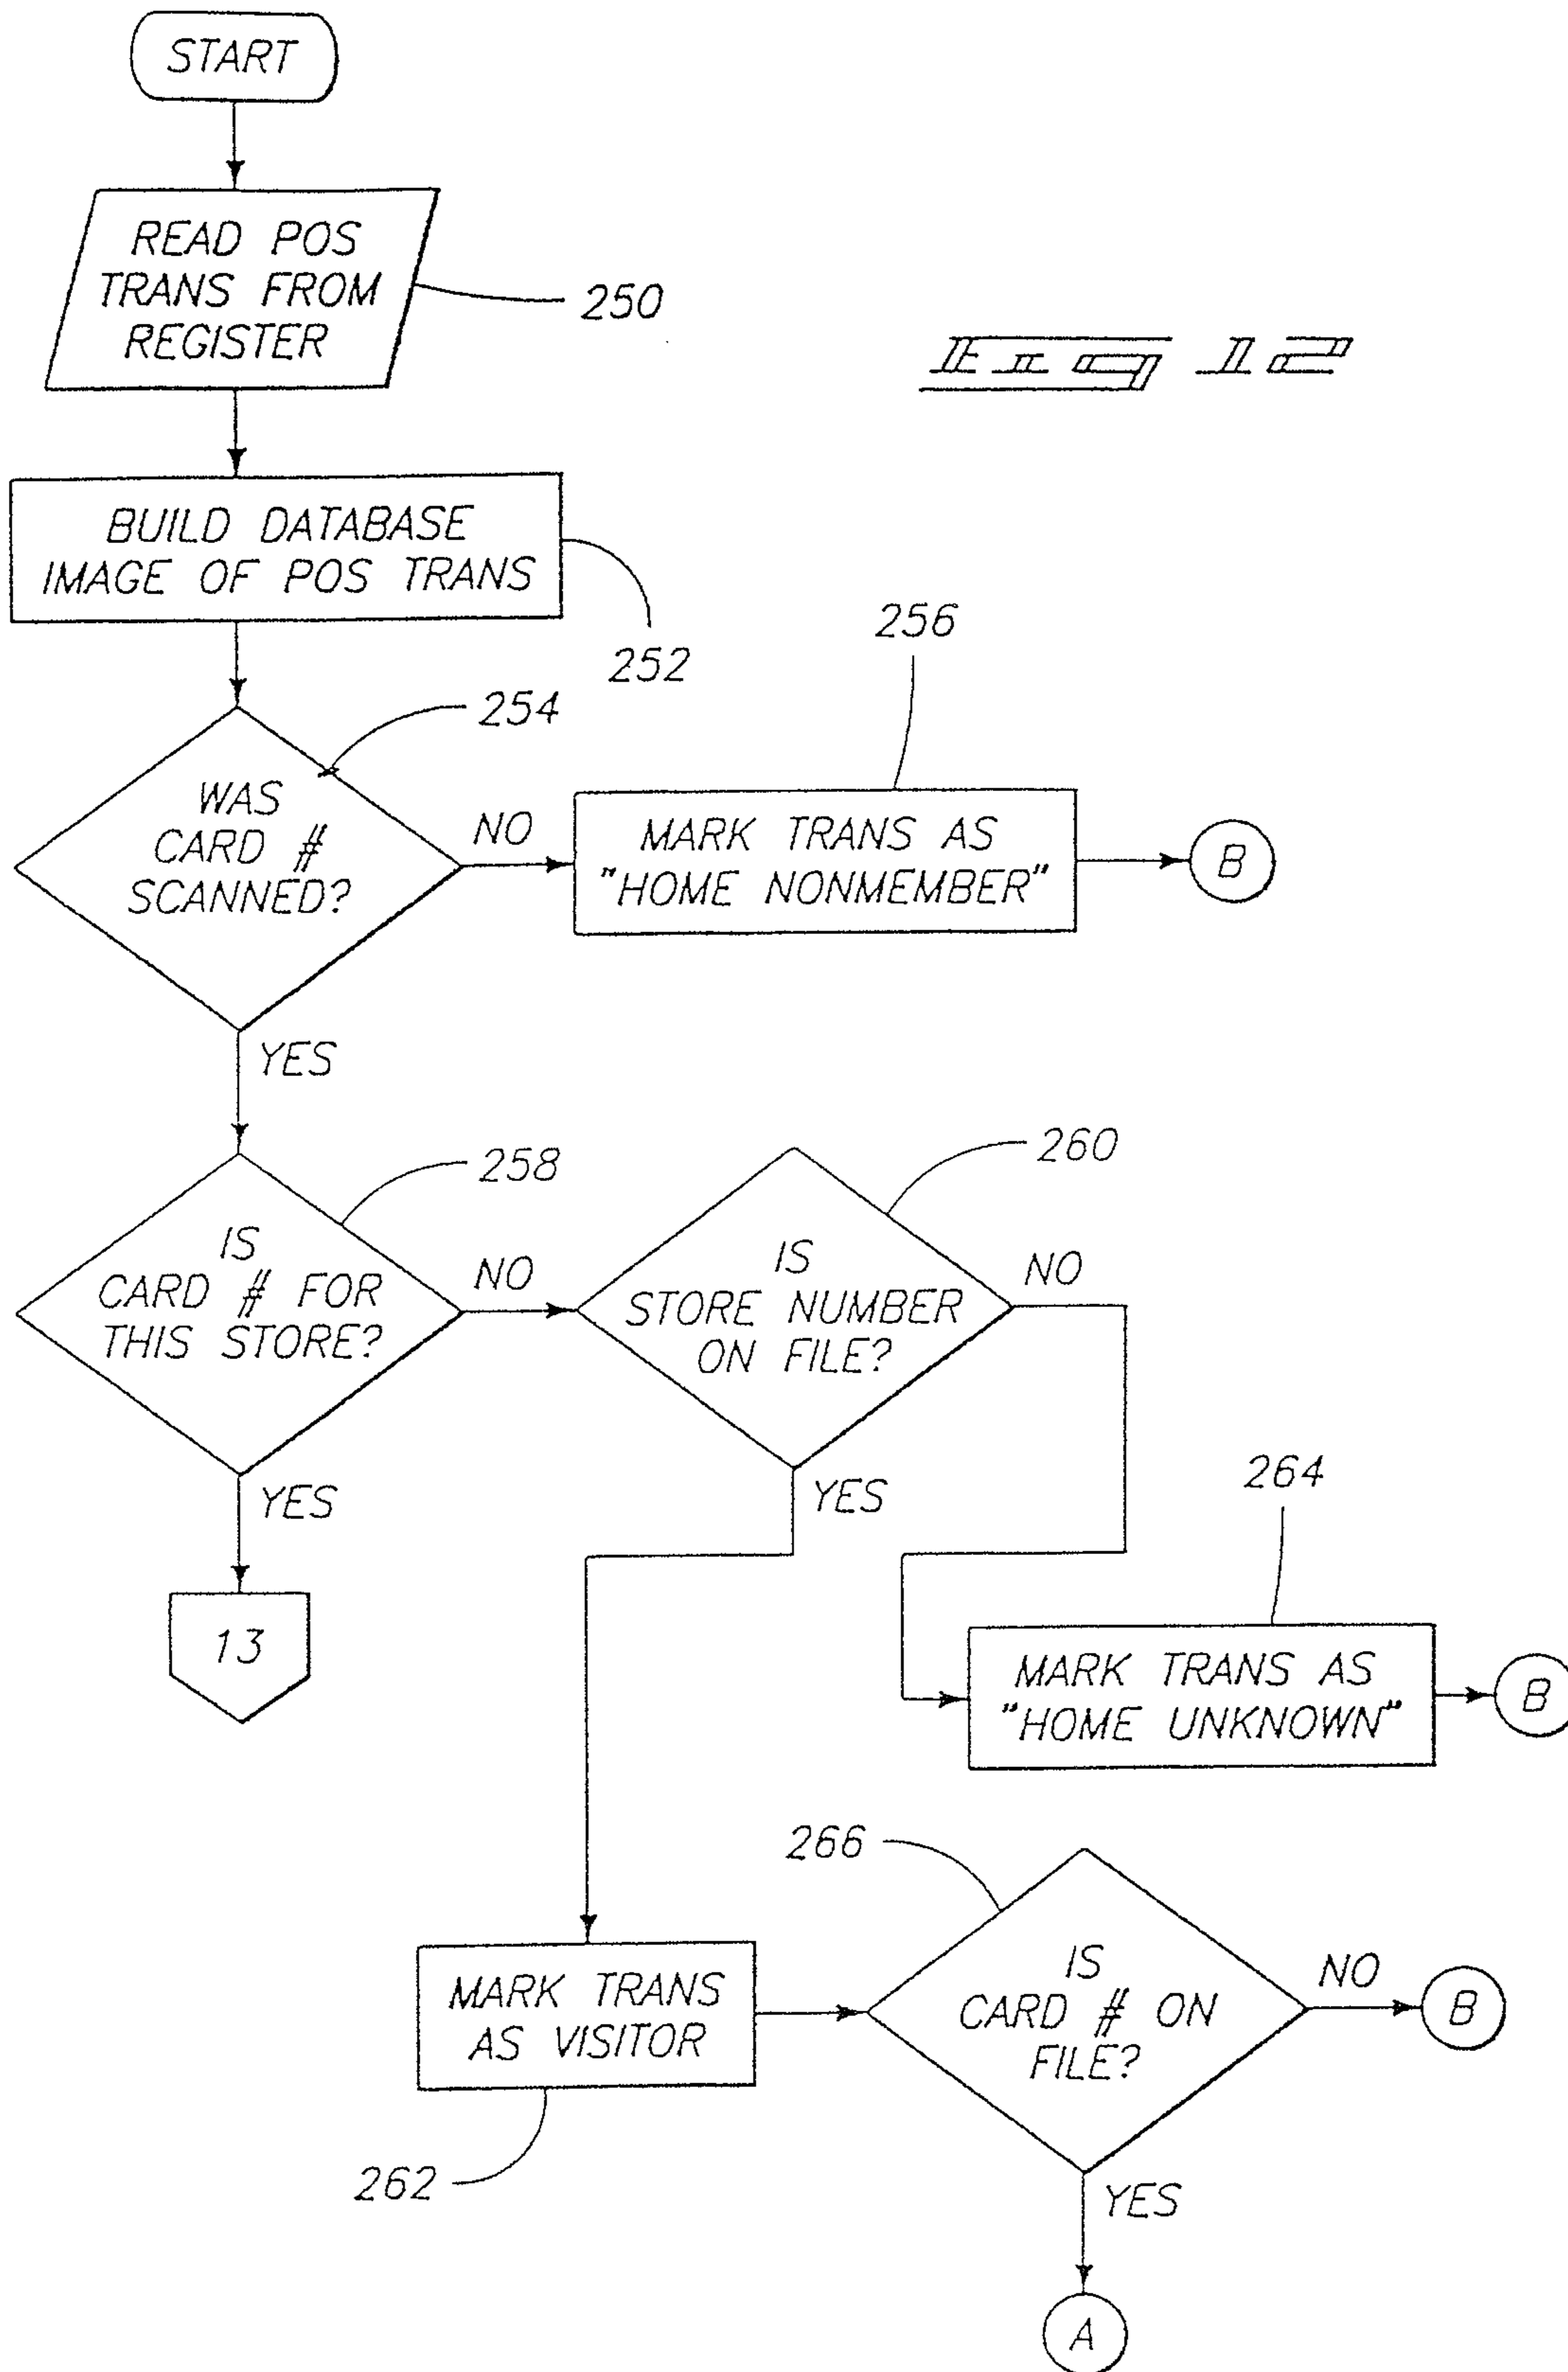 START
READ POS
TRANS FROM
REGISTER
250
Fig 12
BUILD DATABASE
IMAGE OF POS TRANS
252
254
256
WAS
CARD #
SCANNED?
NO
MARK TRANS AS
"HOME NONMEMBER"
B
YES
258
260
IS
CARD # FOR
THIS STORE?
NO
IS
STORE NUMBER
ON FILE?
NO
YES
YES
13
264
MARK TRANS AS
"HOME UNKNOWN"
B
266
MARK TRANS
AS VISITOR
262
IS
CARD # ON
FILE?
NO
B
YES
A